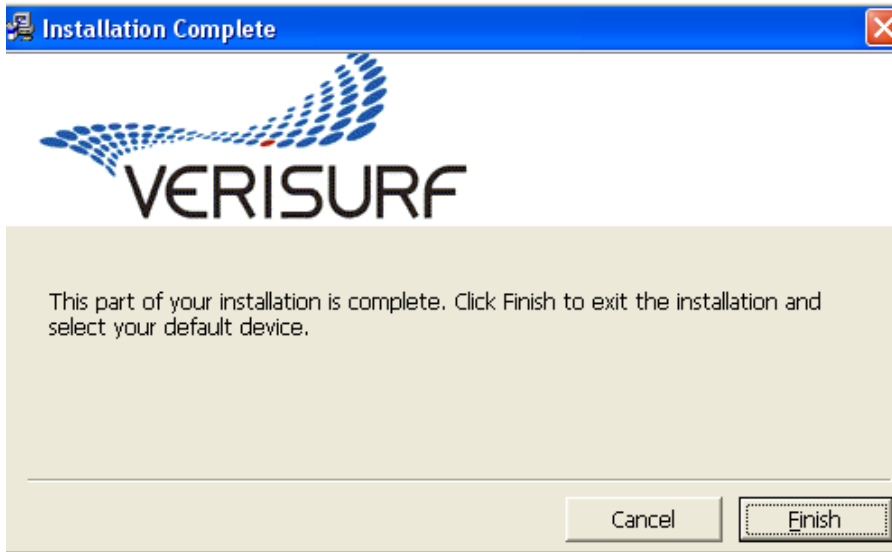 Installation Complete
VERISURF
This part of your installation is complete. Click Finish to exit the installation and
select your default device.
Cancel
Finish